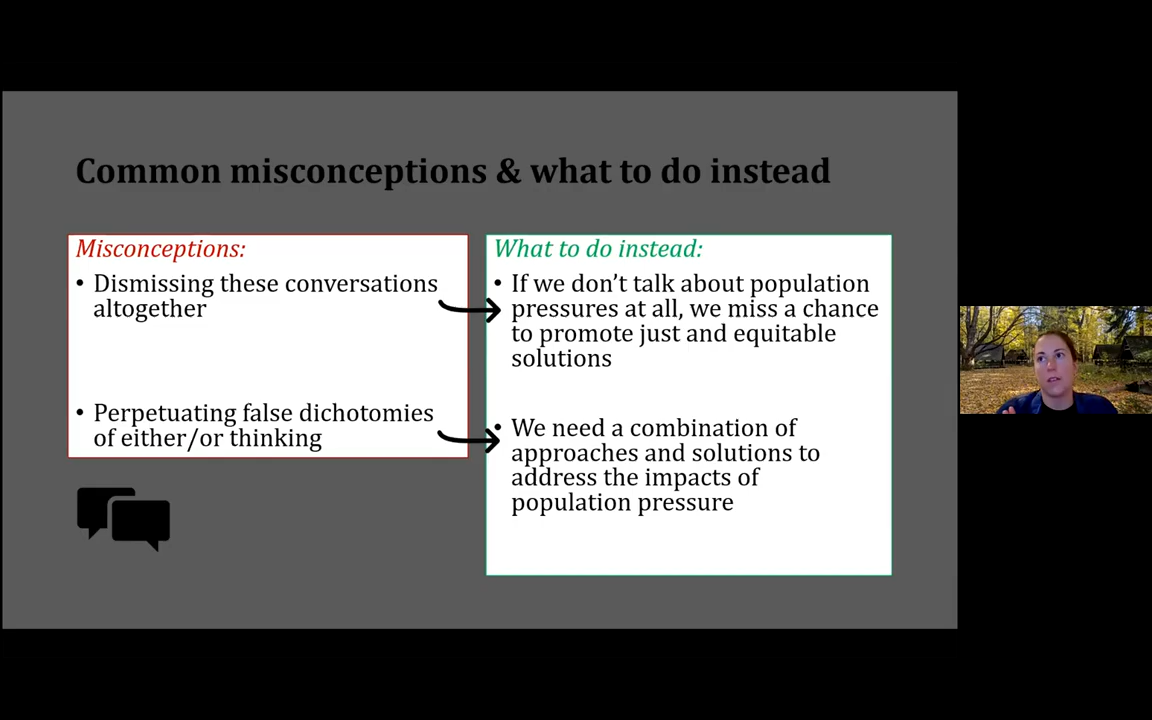 Common misconceptions & what to do instead
Misconceptions:
• Dismissing these conversations
altogether
• Perpetuating false dichotomies
of either/or thinking
What to do instead:
• If we don’t talk about population
pressures at all, we miss a chance
to promote just and equitable
solutions
• We need a combination of
approaches and solutions to
address the impacts of
population pressure